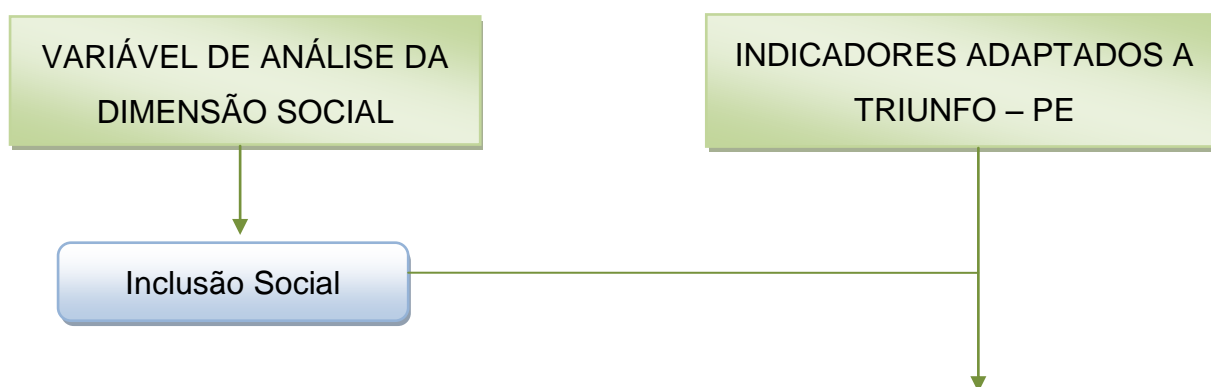 VARIÁVEL DE ANÁLISE DA
DIMENSÃO SOCIAL
INDICADORES ADAPTADOS A
TRIUNFO – PE
Inclusão Social